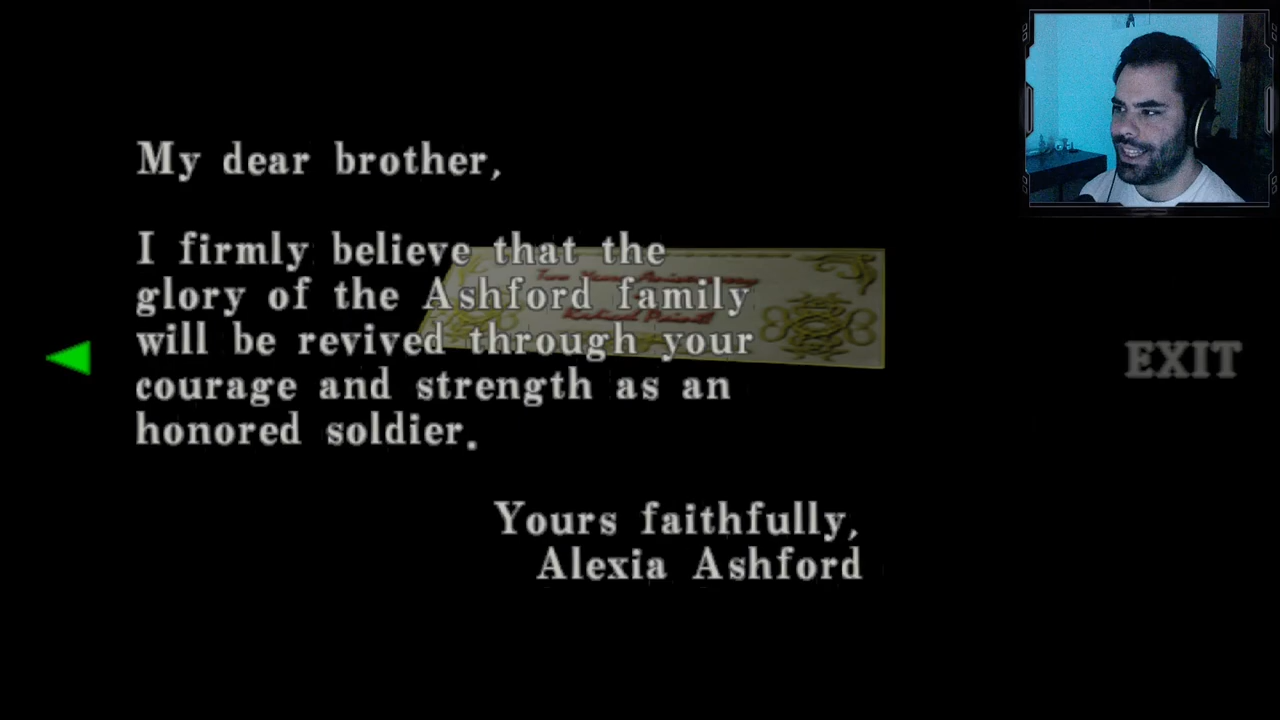 My dear brother,
I firmly believe that the
glory of the Ashford family
will be revived through your
courage and strength as an
honored soldier.
Yours faithfully,
Alexia Ashford
EXIT